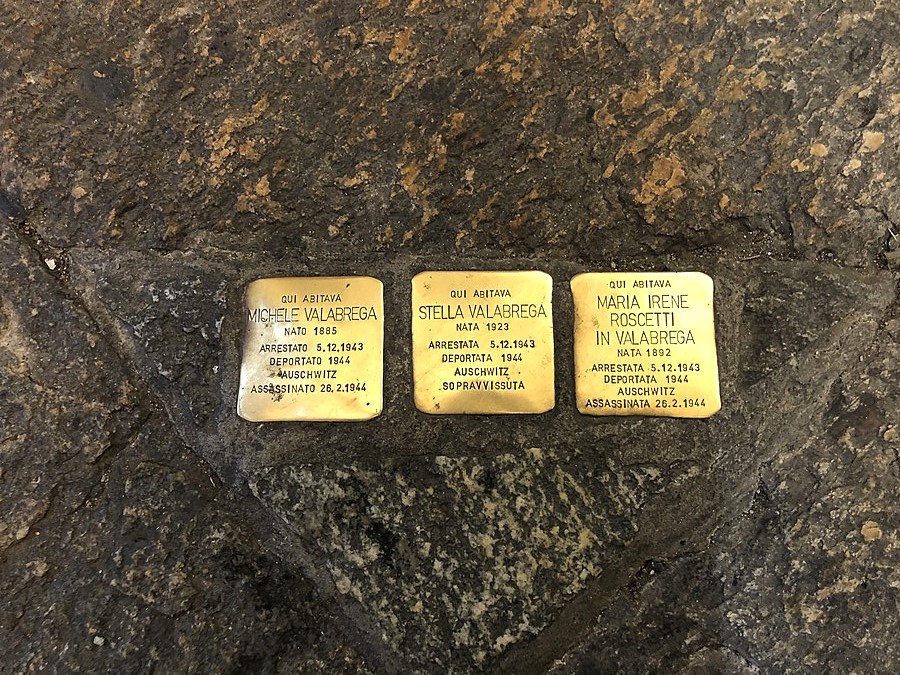 QUI ABITAVA
MICHELE VALABREGA
NATO 1885
ARRESTATO 5.12.1943
DEPORTATO 1944
AUSCHWITZ
ASSASSINATO 26.2.1944
QUI ABITAVA
STELLA VALABREGA
NATA 1923
ARRESTATA 5.12.1943
DEPORTATA 1944
AUSCHWITZ
SOPRAVVISSUTA
QUI ABITAVA
MARIA IRENE
ROSCETTI
IN VALABREGA
NATA 1892
ARRESTATA 5.12.1943
DEPORTATA 1944
AUSCHWITZ
ASSASSINATA 26.2.1944